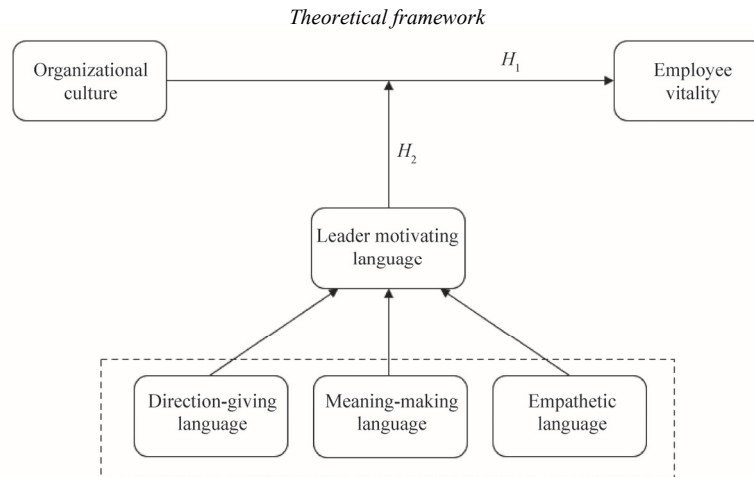 Theoretical framework
Organizational
culture
H₁
Employee
vitality
H₂
Leader motivating
language
Direction-giving
language
Meaning-making
language
Empathetic
language